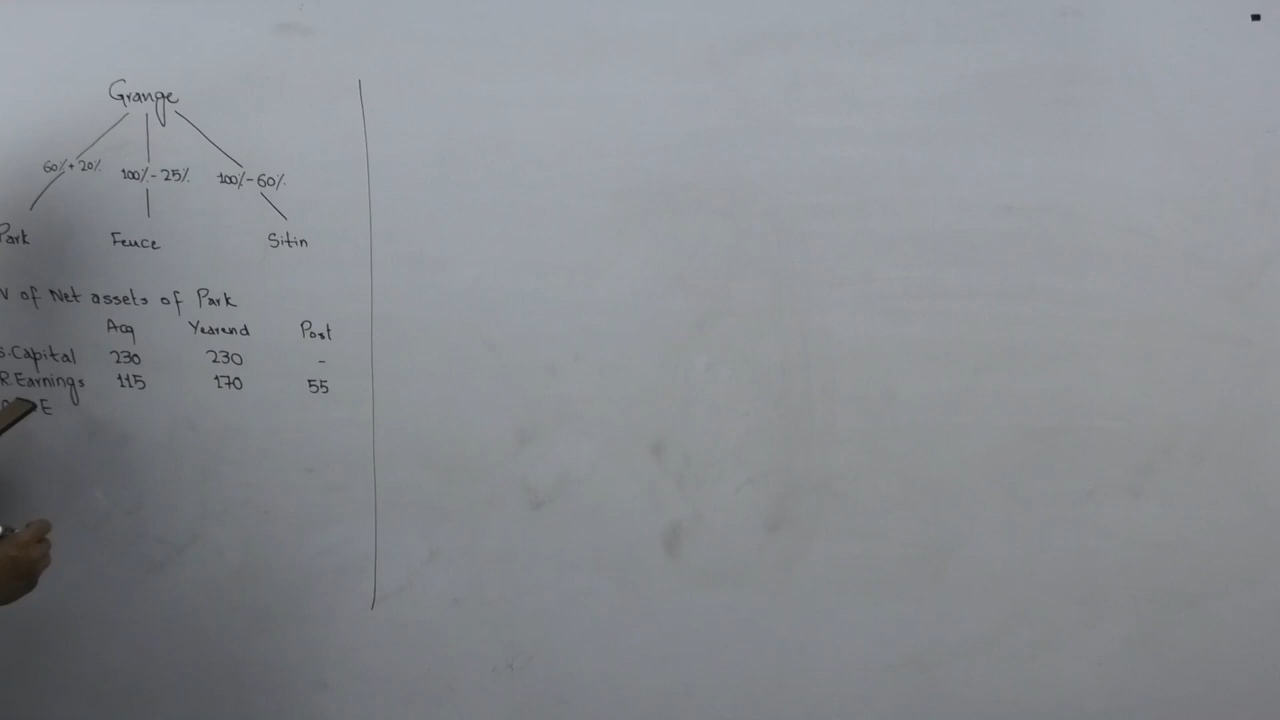 Grange
60%+20% 100%-25% 100%-60%
Park Fence Sitin
of Net assets of Park
Acq Yearend Post
S.Capital 230 230 -
R.Earnings 115 170 55
E